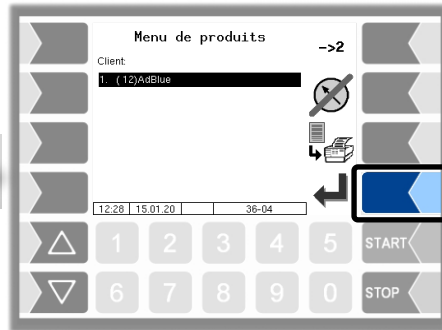 Menu de produits
->2
Client:
1. ( 12)AdBlue
12:28 15.01.20 36-04
1 2 3 4 5 START
6 7 8 9 0 STOP